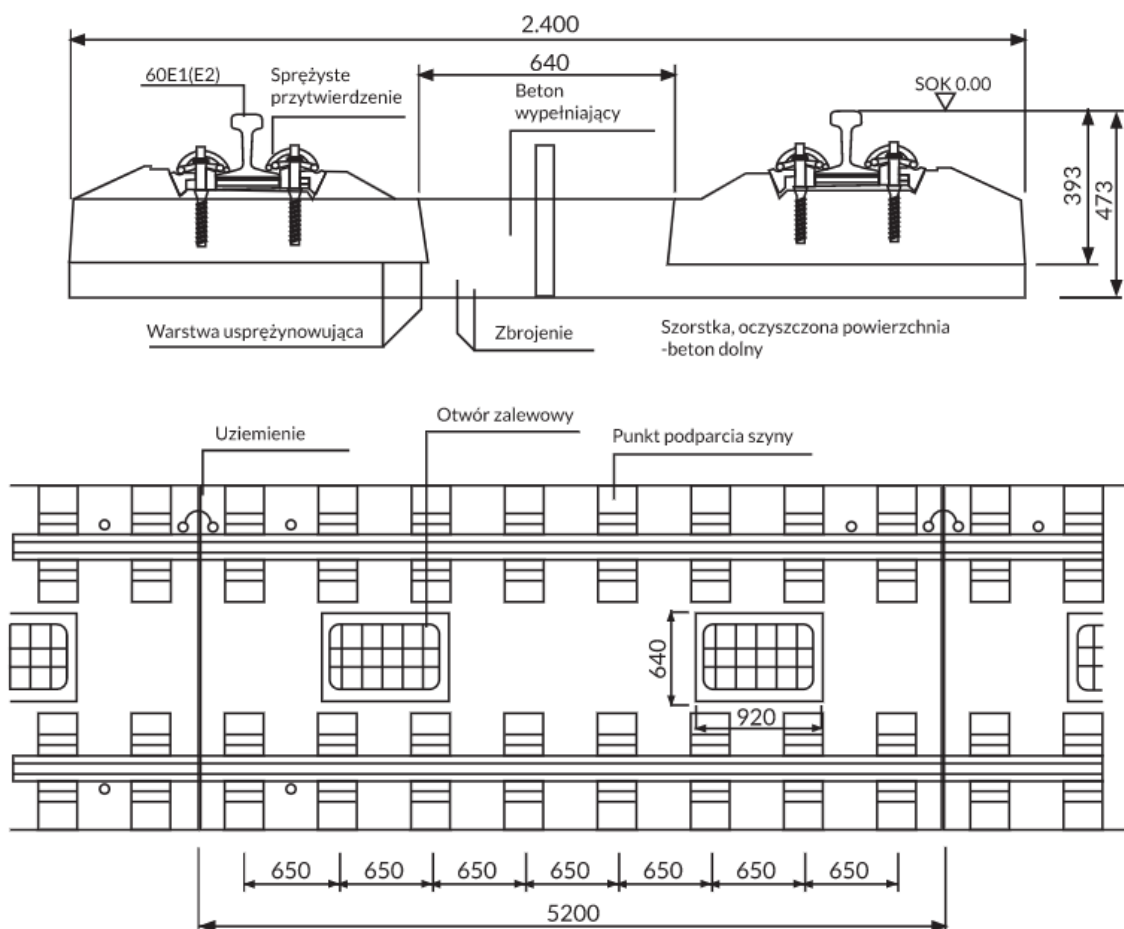 2.400
640
60E1(E2)
Sprężyste
przytwierdzenie
Beton
wypełniający
SOK 0.00
393
473
Warstwa usprężynowująca
Zbrojenie
Szorstka, oczyszczona powierzchnia
-beton dolny
Otwór zalewowy
Uziemienie
Punkt podparcia szyny
640
920
650 650 650 650 650 650 650
5200